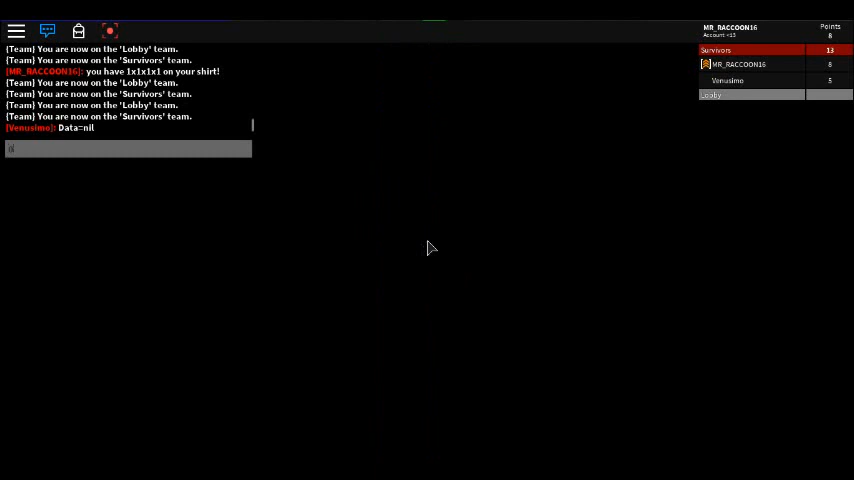 {Team} You are now on the 'Lobby' team.
{Team} You are now on the 'Survivors' team.
[MR_RACCOON16]: you have 1x1x1x1 on your shirt!
{Team} You are now on the 'Lobby' team.
{Team} You are now on the 'Survivors' team.
{Team} You are now on the 'Lobby' team.
{Team} You are now on the 'Survivors' team.
[Venusimo]: Data=nil
MR_RACCOON16 Points
Account <13 8
Survivors 13
MR_RACCOON16 8
Venusimo 5
Lobby